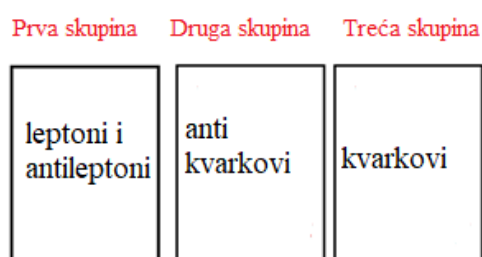 Prva skupina Druga skupina Treća skupina
leptoni i
antileptoni
anti
kvarkovi
kvarkovi